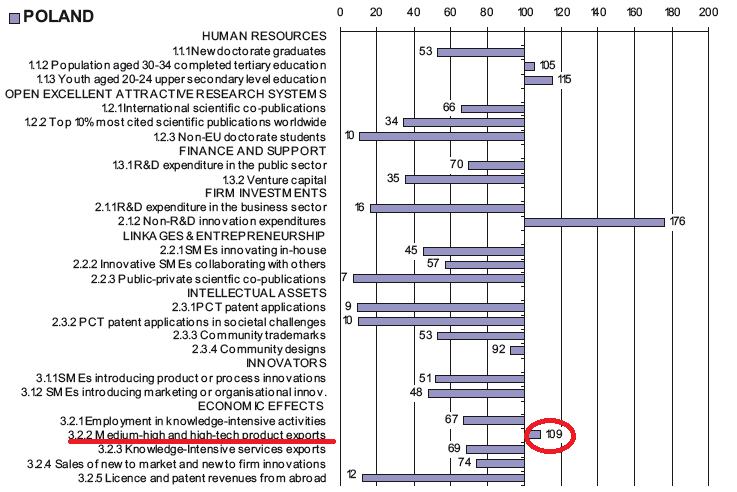 POLAND
0 20 40 60 80 100 120 140 160 180 200
HUMAN RESOURCES
1.1.1 New doctorate graduates 53
1.1.2 Population aged 30-34 completed tertiary education 105
1.1.3 Youth aged 20-24 upper secondary level education 115
OPEN EXCELLENT ATTRACTIVE RESEARCH SYSTEMS
1.2.1 International scientific co-publications 66
1.2.2 Top 10% most cited scientific publications worldwide 34
1.2.3 Non-EU doctorate students 10
FINANCE AND SUPPORT
1.3.1 R&D expenditure in the public sector 70
1.3.2 Venture capital 35
FIRM INVESTMENTS
2.1.1 R&D expenditure in the business sector 16
2.1.2 Non-R&D innovation expenditures 176
LINKAGES & ENTREPRENEURSHIP
2.2.1 SMEs innovating in-house 45
2.2.2 Innovative SMEs collaborating with others 57
2.2.3 Public-private scientfic co-publications 7
INTELLECTUAL ASSETS
2.3.1 PCT patent applications 9
2.3.2 PCT patent applications in societal challenges 10
2.3.3 Community trademarks 53
2.3.4 Community designs 92
INNOVATORS
3.1.1 SMEs introducing product or process innovations 51
3.1.2 SMEs introducing marketing or organisational innov. 48
ECONOMIC EFFECTS
3.2.1 Employment in knowledge-intensive activities 67
3.2.2 Medium-high and high-tech product exports 109
3.2.3 Knowledge-Intensive services exports 69
3.2.4 Sales of new to market and new to firm innovations 74
3.2.5 Licence and patent revenues from abroad 12